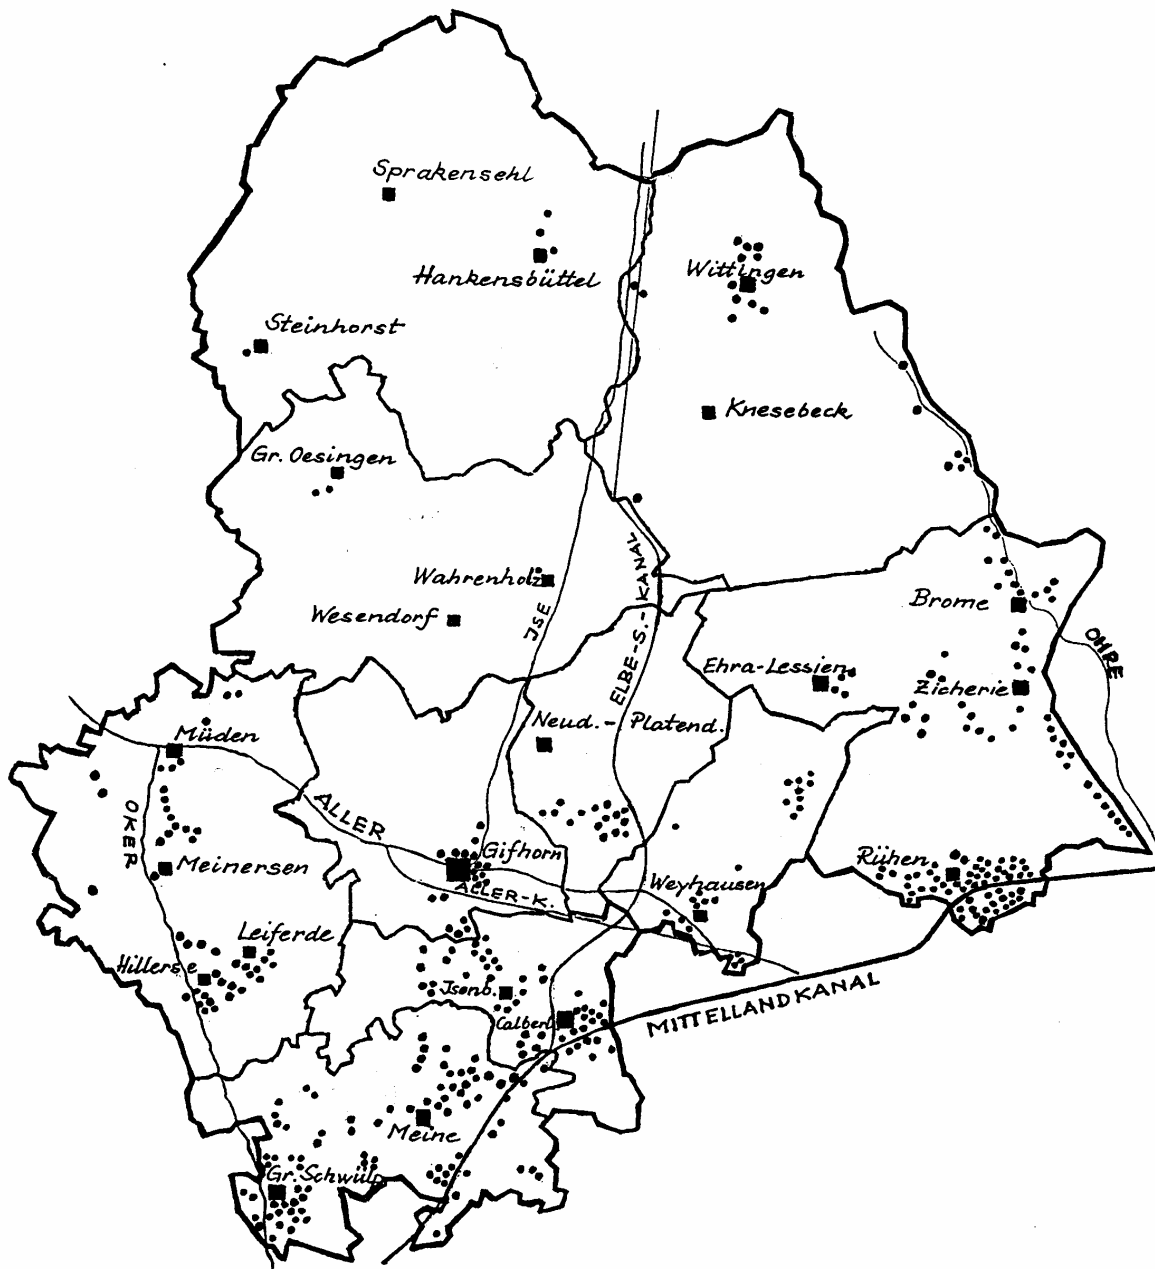 Sprakensehl
Hankensbüttel
Wittingen
Steinhorst
Knesebeck
Gr. Oesingen
Wahrenholz
Wesendorf
JSE
ELBE-S.-KANAL
Brome
OHRE
Ehra-Lessien
Zicherie
Neud.-Platend.
Müden
OKER
ALLER
Gifhorn
Meinersen
ALLER-K.
Weyhausen
Rühen
Leiferde
Hillerse
Jsenb.
Calberl.
MITTELLANDKANAL
Meine
Gr. Schwülp.